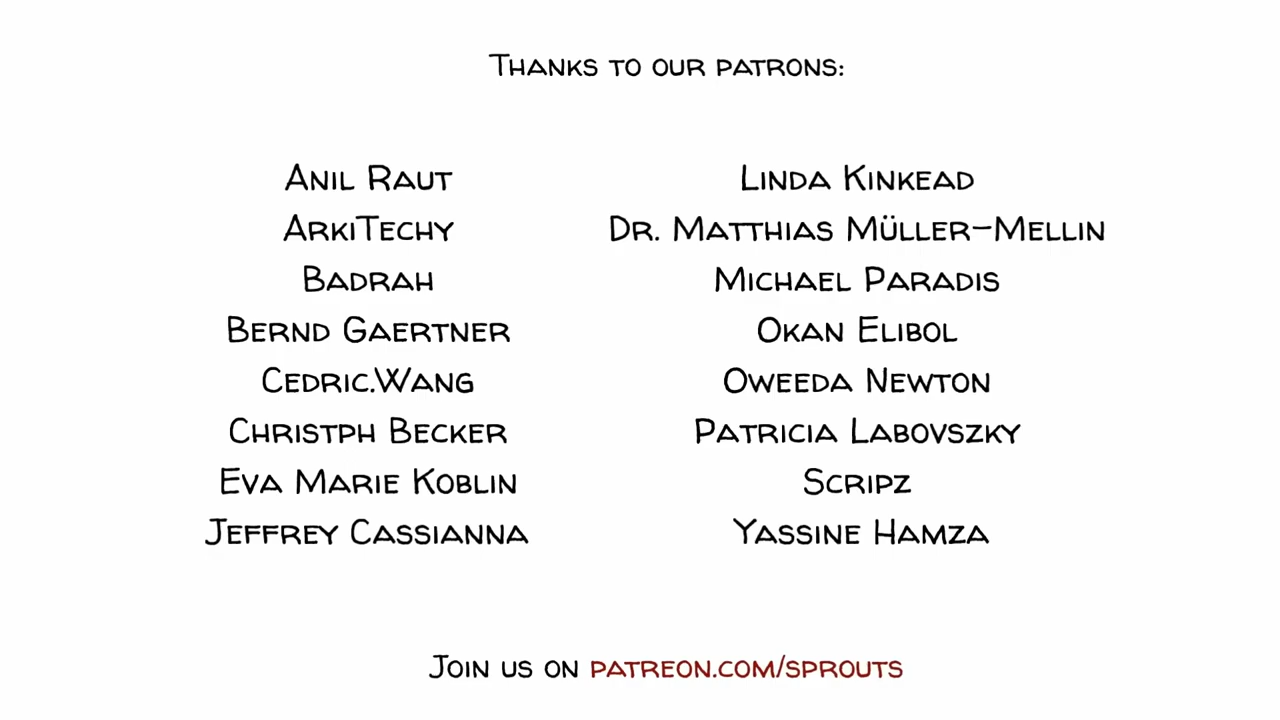 Thanks to our patrons:
Anil Raut
ArkiTechy
Badrah
Bernd Gaertner
Cedric.Wang
Christph Becker
Eva Marie Koblin
Jeffrey Cassianna
Linda Kinkead
Dr. Matthias Müller-Mellin
Michael Paradis
Okan Elibol
Oweeda Newton
Patricia Labovszky
Scripz
Yassine Hamza
Join us on patreon.com/sprouts